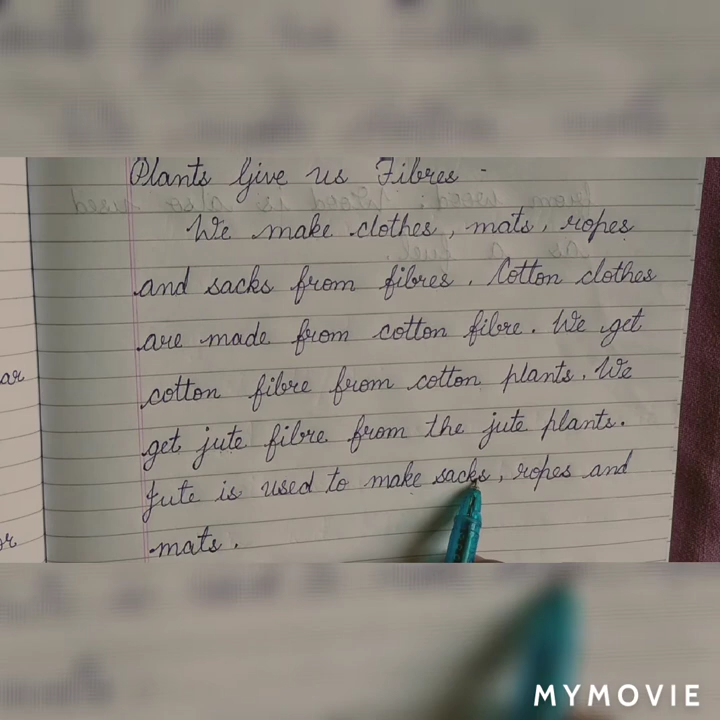 Plants Give us Fibres -
We make clothes, mats, ropes
and sacks from fibres. Cotton clothes
are made from cotton fibre. We get
cotton fibre from cotton plants. We
get jute fibre from the jute plants.
Jute is used to make sacks, ropes and
mats.
ar
or
MYMOVIE